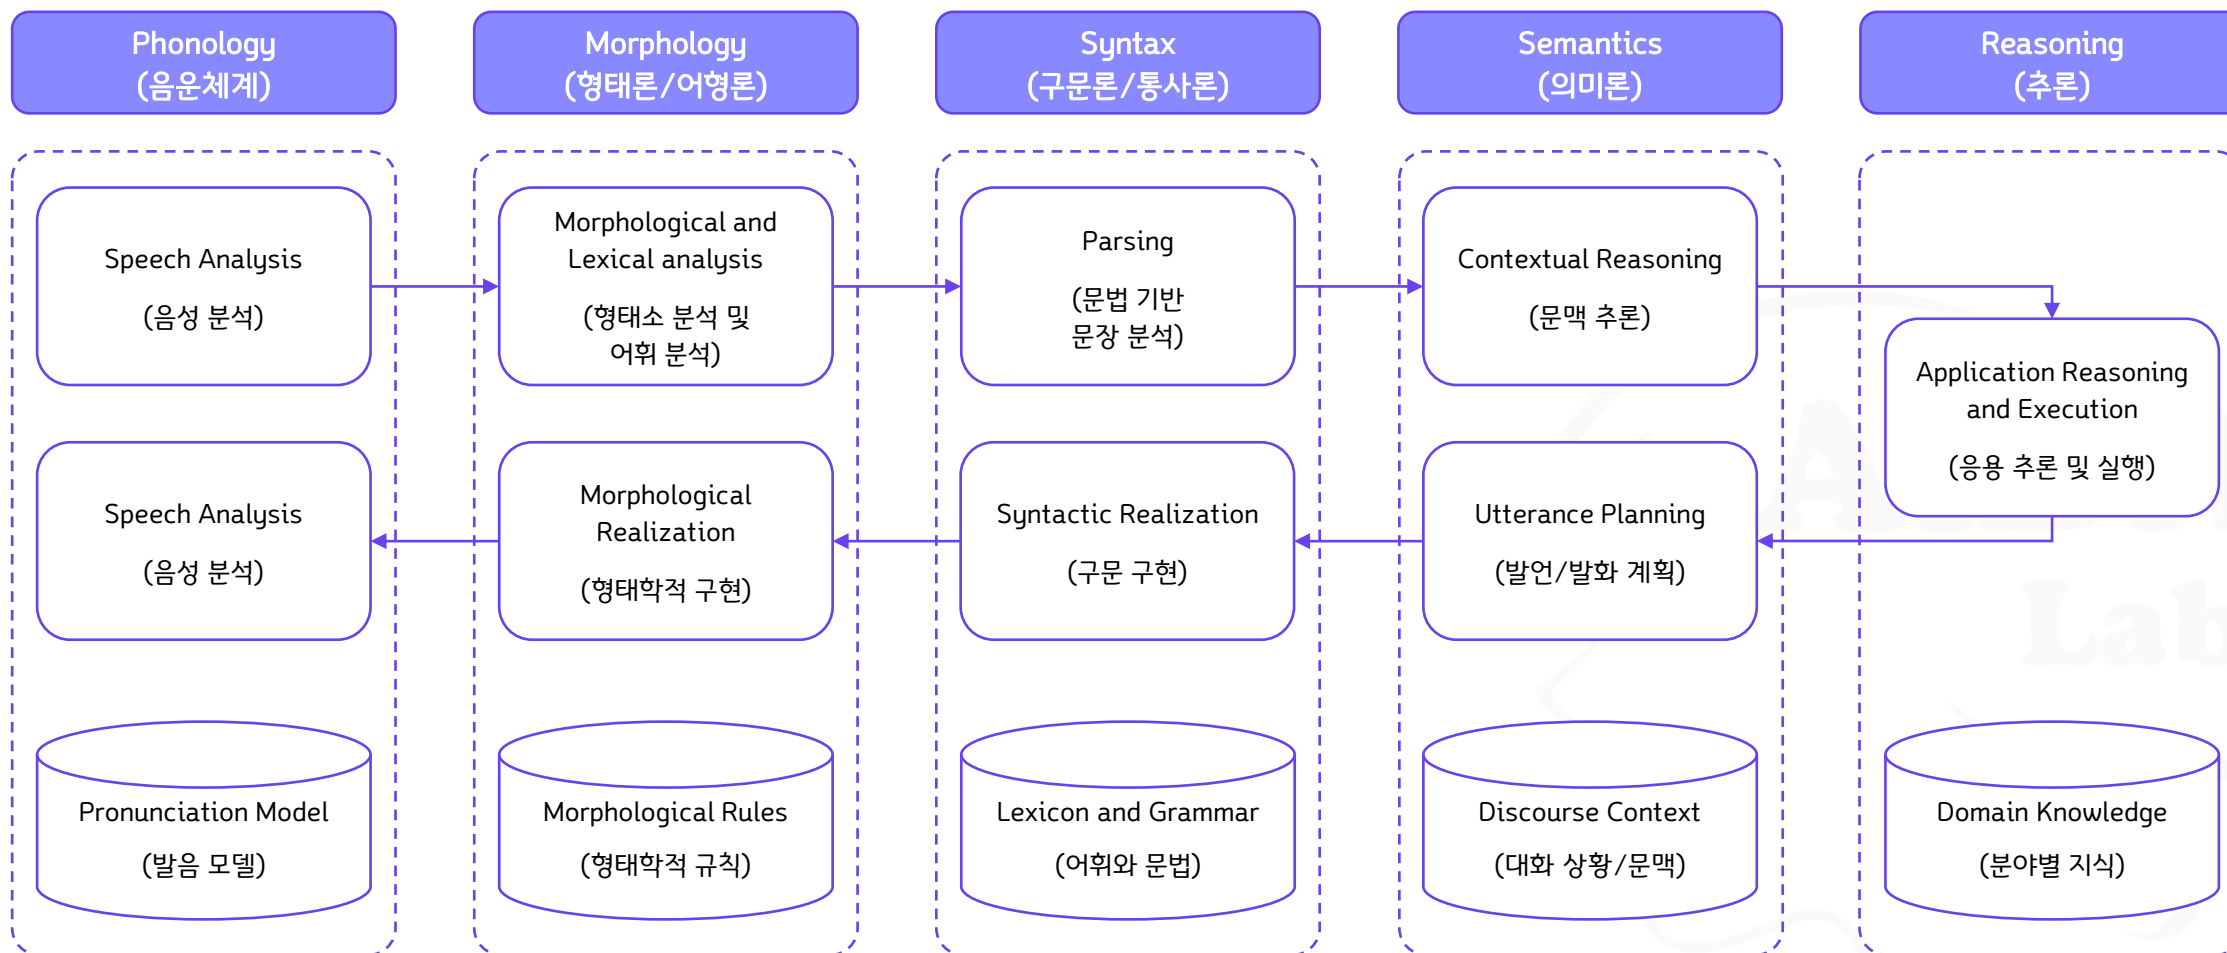 Phonology
(음운체계)
Morphology
(형태론/어형론)
Syntax
(구문론/통사론)
Semantics
(의미론)
Reasoning
(추론)
Speech Analysis
(음성 분석)
Morphological and
Lexical analysis
(형태소 분석 및
어휘 분석)
Parsing
(문법 기반
문장 분석)
Contextual Reasoning
(문맥 추론)
Application Reasoning
and Execution
(응용 추론 및 실행)
Speech Analysis
(음성 분석)
Morphological
Realization
(형태학적 구현)
Syntactic Realization
(구문 구현)
Utterance Planning
(발언/발화 계획)
Pronunciation Model
(발음 모델)
Morphological Rules
(형태학적 규칙)
Lexicon and Grammar
(어휘와 문법)
Discourse Context
(대화 상황/문맥)
Domain Knowledge
(분야별 지식)
Lab